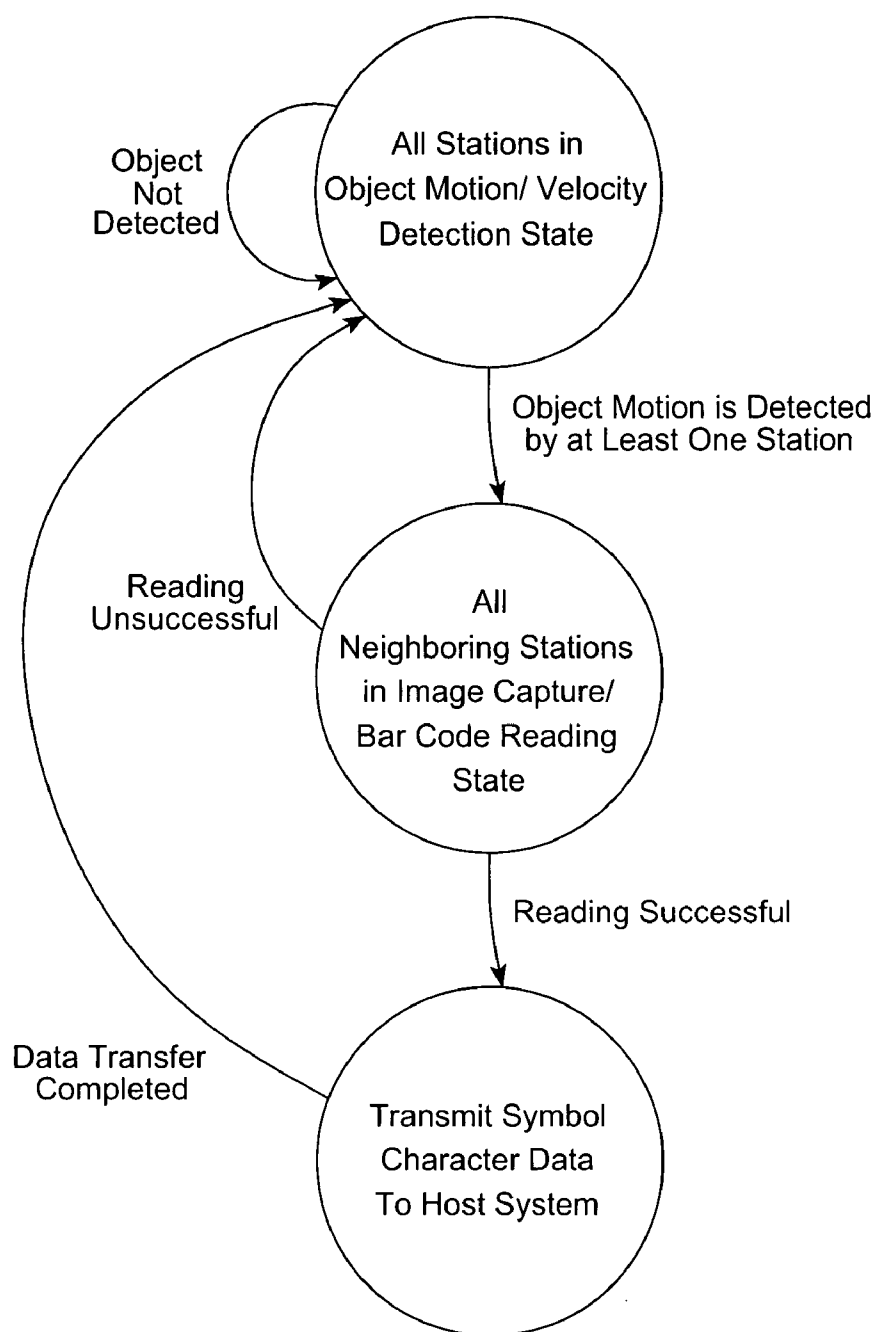 All Stations in
Object Motion/ Velocity
Detection State
Object
Not
Detected
Object Motion is Detected
by at Least One Station
Reading
Unsuccessful
All
Neighboring Stations
in Image Capture/
Bar Code Reading
State
Reading Successful
Data Transfer
Completed
Transmit Symbol
Character Data
To Host System